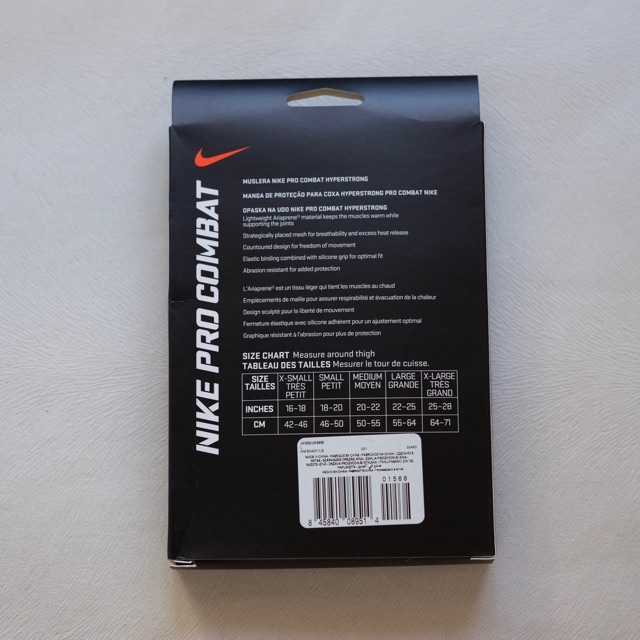 NIKE PRO COMBAT
MUSLERA NIKE PRO COMBAT HYPERSTRONG
MANGA DE PROTEÇÃO PARA COXA HYPERSTRONG PRO COMBAT NIKE
OPASKA NA UDO NIKE PRO COMBAT HYPERSTRONG
Lightweight Ariaprene® material keeps the muscles warm while
supporting the joints
Strategically placed mesh for breathability and excess heat release
Countoured design for freedom of movement
Elastic binding combined with silicone grip for optimal fit
Abrasion resistant for added protection
L'Ariaprene® est un tissu léger qui tient les muscles au chaud
Empiècements de maille pour assurer respirabilité et évacuation de la chaleur
Design sculpté pour la liberté de mouvement
Fermeture élastique avec silicone adhérent pour un ajustement optimal
Graphique résistant à l'abrasion pour plus de protection
SIZE CHART Measure around thigh
TABLEAU DES TAILLES Mesurer le tour de cuisse.
SIZE TAILLES X-SMALL TRÈS PETIT SMALL PETIT MEDIUM MOYEN LARGE GRANDE X-LARGE TRÈS GRAND
INCHES 16-18 18-20 20-22 22-25 25-28
CM 42-46 46-50 50-55 55-64 64-71
01568
8 45840 08951 4